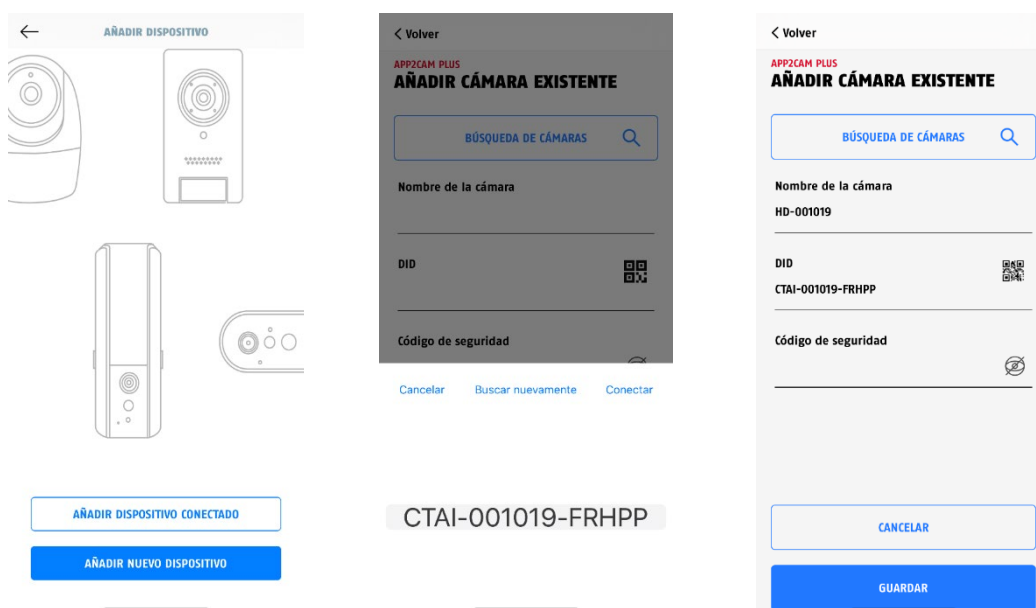 AÑADIR DISPOSITIVO
AÑADIR DISPOSITIVO CONECTADO
AÑADIR NUEVO DISPOSITIVO
< Volver
APP2CAM PLUS
AÑADIR CÁMARA EXISTENTE
BÚSQUEDA DE CÁMARAS
Nombre de la cámara
DID
Código de seguridad
Cancelar Buscar nuevamente Conectar
CTAI-001019-FRHPP
< Volver
APP2CAM PLUS
AÑADIR CÁMARA EXISTENTE
BÚSQUEDA DE CÁMARAS
Nombre de la cámara
HD-001019
DID
CTAI-001019-FRHPP
Código de seguridad
CANCELAR
GUARDAR